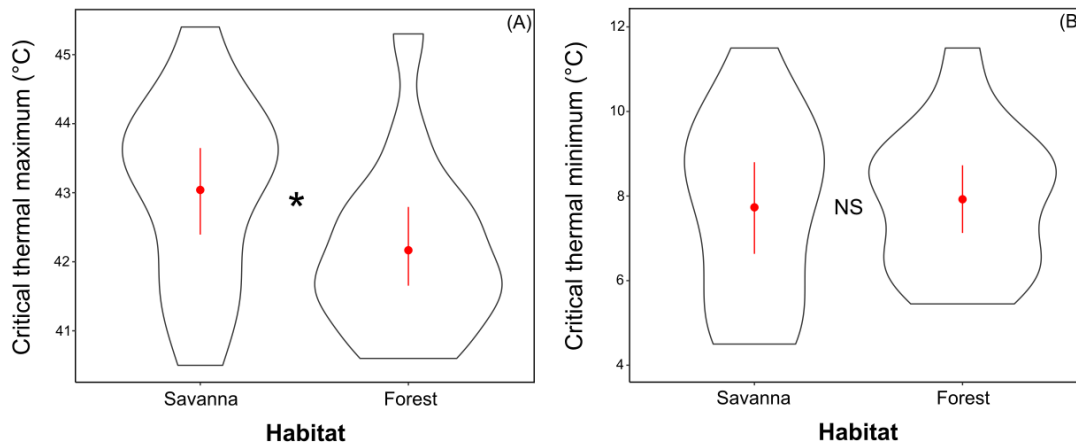 (A)
Critical thermal maximum (°C)
45
44
43
42
41
*
Savanna
Forest
Habitat
(B
Critical thermal minimum (°C)
12
10
8
6
4
NS
Savanna
Forest
Habitat